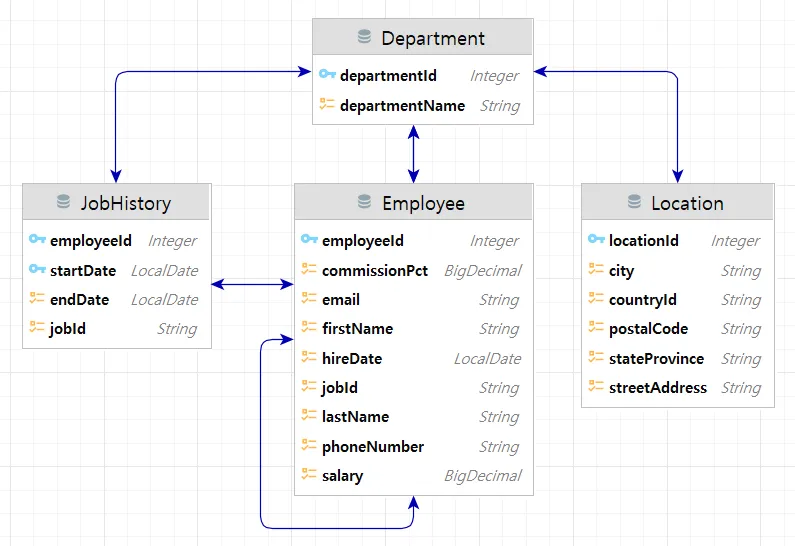 Department
departmentId Integer
departmentName String
JobHistory
employeeId Integer
startDate LocalDate
endDate LocalDate
jobId String
Employee
employeeId Integer
commissionPct BigDecimal
email String
firstName String
hireDate LocalDate
jobId String
lastName String
phoneNumber String
salary BigDecimal
Location
locationId Integer
city String
countryId String
postalCode String
stateProvince String
streetAddress String